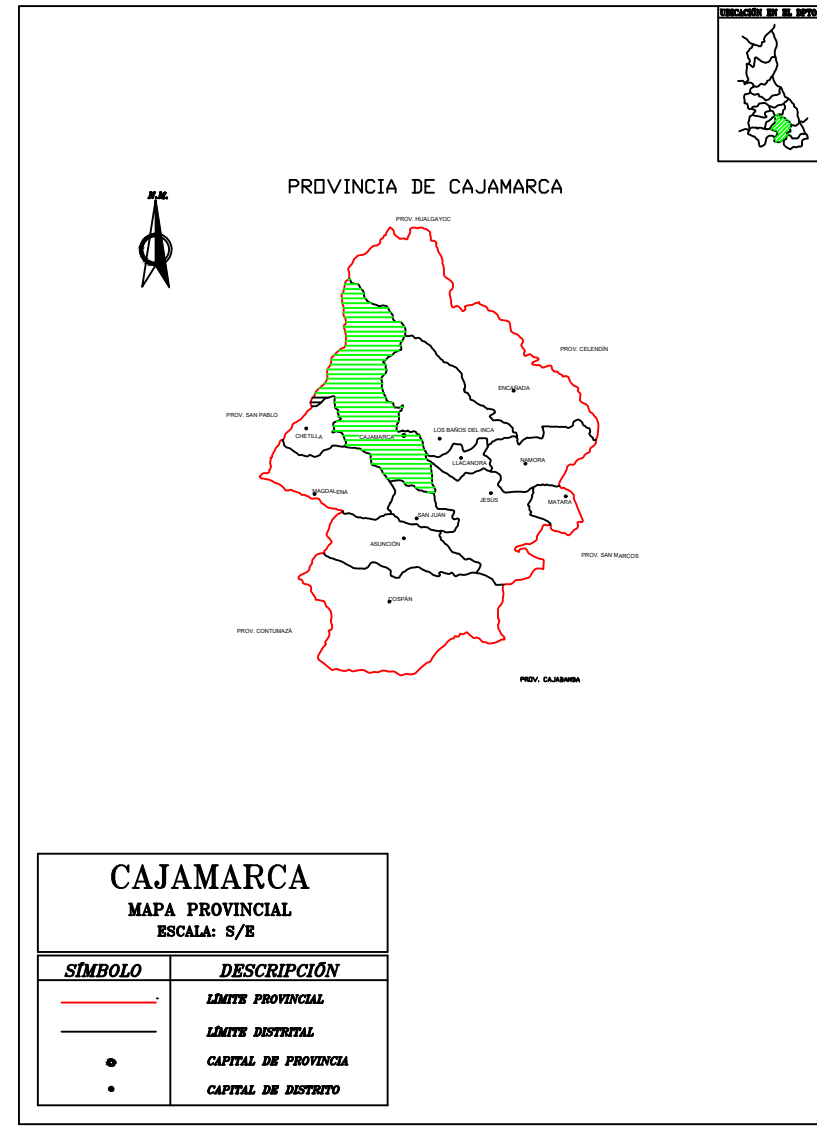 UBICACIÓN EN EL DPTO
PROVINCIA DE CAJAMARCA
N.M.
PROV. HUALGAYOC
PROV. CELENDÍN
ENCAÑADA
PROV. SAN PABLO
CHETILLA
CAJAMARCA
LOS BAÑOS DEL INCA
LLACANORA
NAMORA
MAGDALENA
JESÚS
MATARA
SAN JUAN
ASUNCIÓN
PROV. SAN MARCOS
COSPÁN
PROV. CONTUMAZÁ
PROV. CAJABAMBA
CAJAMARCA
MAPA PROVINCIAL
ESCALA: S/E
SÍMBOLO DESCRIPCIÓN
LÍMITE PROVINCIAL
LÍMITE DISTRITAL
CAPITAL DE PROVINCIA
CAPITAL DE DISTRITO